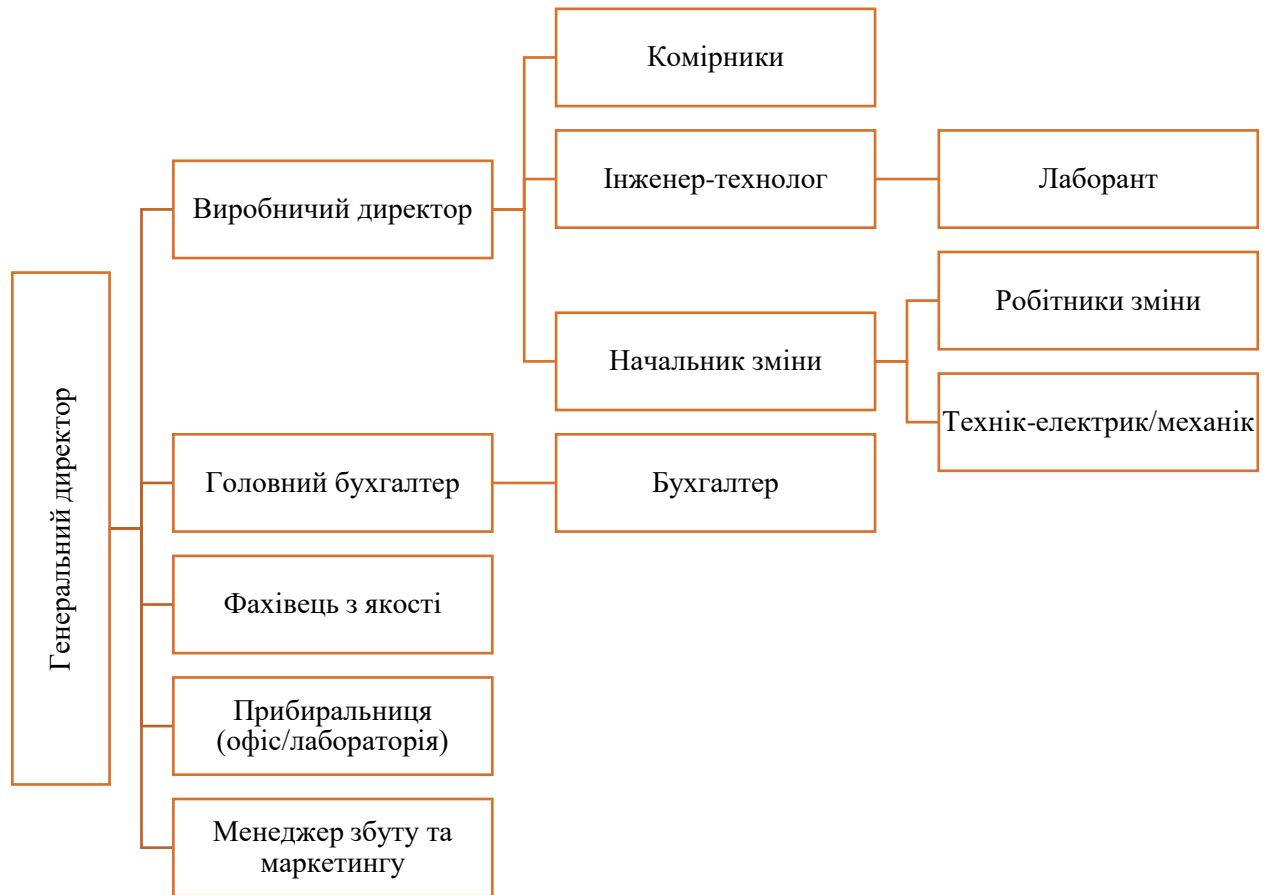 Генеральний директор
Виробничий директор
Комірники
Інженер-технолог
Лаборант
Начальник зміни
Робітники зміни
Технік-електрик/механік
Головний бухгалтер
Бухгалтер
Фахівець з якості
Прибиральниця
(офіс/лабораторія)
Менеджер збуту та
маркетингу